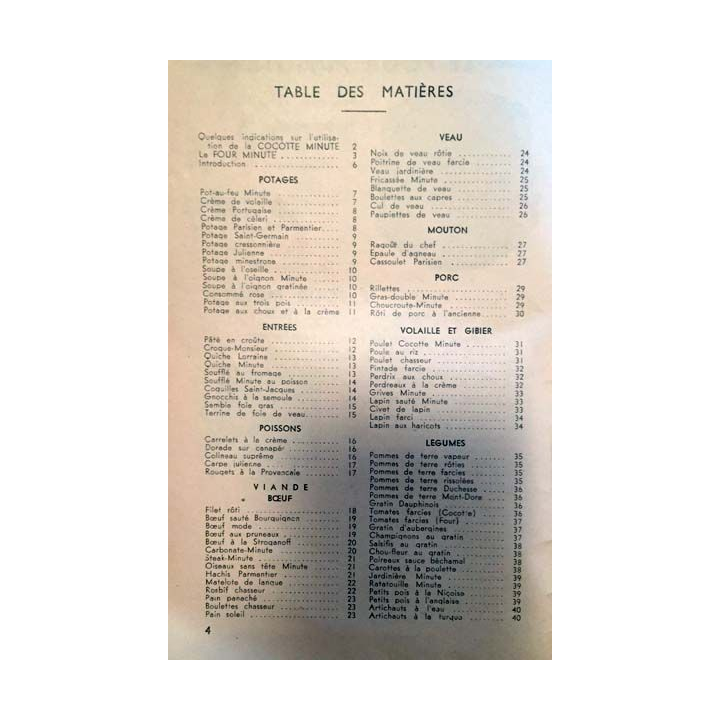 TABLE DES MATIÈRES
Quelques indications sur l'utilisa-
tion de la COCOTTE MINUTE 2
Le FOUR MINUTE 3
Introduction 6
POTAGES
Pot-au-feu Minute 7
Crème de volaille 7
Crème Portugaise 8
Crème de céleri 8
Potage Parisien et Parmentier 8
Potage Saint-Germain 9
Potage cressonnière 9
Potage Julienne 9
Potage minestrone 9
Soupe à l'oseille 10
Soupe à l'oignon Minute 10
Soupe à l'oignon gratinée 10
Consommé rose 10
Potage aux trois pois 11
Potage aux choux et à la crème 11
ENTREES
Pâté en croûte 12
Croque-Monsieur 12
Quiche Lorraine 13
Quiche Minute 13
Soufflé au fromage 13
Soufflé Minute au poisson 14
Coquilles Saint-Jacques 14
Gnocchis à la semoule 14
Sembia foie gras 15
Terrine de foie de veau 15
POISSONS
Carrelets à la crème 16
Dorade sur canapé 16
Colineau suprême 16
Carpe julienne 17
Rougets à la Provençale 17
VIANDE
BŒUF
Filet rôti 18
Bœuf sauté Bourguignon 19
Bœuf mode 19
Bœuf aux pruneaux 19
Bœuf à la Stroganoff 20
Carbonate-Minute 20
Steak-Minute 21
Oiseaux sans tête Minute 21
Hachis Parmentier 21
Matelote de langue 22
Rosbif chasseur 22
Pain panaché 23
Boulettes chasseur 23
Pain soleil 23
4
VEAU
Noix de veau rôtie 24
Poitrine de veau farcie 24
Veau jardinière 24
Fricassée Minute 25
Blanquette de veau 25
Boulettes aux capres 25
Cul de veau 26
Paupiettes de veau 26
MOUTON
Ragoût du chef 27
Epaule d'agneau 27
Cassoulet Parisien 27
PORC
Rillettes 29
Gras-double Minute 29
Choucroute-Minute 29
Rôti de porc à l'ancienne 30
VOLAILLE ET GIBIER
Poulet Cocotte Minute 31
Poule au riz 31
Poulet chasseur 31
Pintade farcie 32
Perdrix aux choux 32
Perdreaux à la crème 32
Grives Minute 33
Lapin sauté Minute 33
Civet de lapin 33
Lapin farci 34
Lapin aux haricots 34
LEGUMES
Pommes de terre vapeur 35
Pommes de terre rôties 35
Pommes de terre farcies 35
Pommes de terre rissolées 35
Pommes de terre Duchesse 36
Pommes de terre Mont-Dore 36
Gratin Dauphinois 36
Tomates farcies (Cocotte) 36
Tomates farcies (Four) 37
Gratin d'aubergines 37
Champignons au gratin 37
Salsifis au gratin 38
Chou-fleur au gratin 38
Poireaux sauce béchamel 38
Carottes à la poulette 38
Jardinière Minute 39
Ratatouille Minute 39
Petits pois à la Niçoise 39
Petits pois à l'anglaise 39
Artichauts à l'eau 40
Artichauts à la turque 40